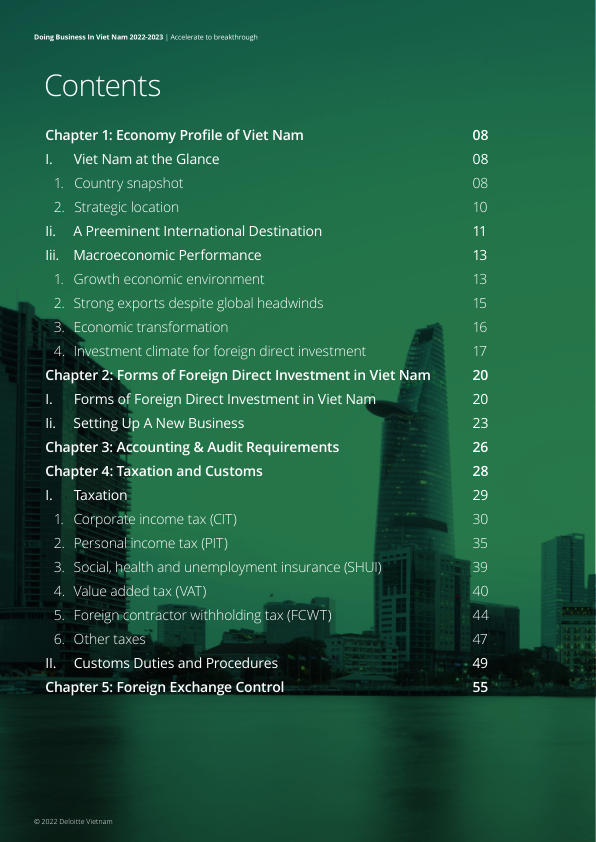 Doing Business In Viet Nam 2022-2023 | Accelerate to breakthrough
Contents
Chapter 1: Economy Profile of Viet Nam 08
I. Viet Nam at the Glance 08
1. Country snapshot 08
2. Strategic location 10
Ii. A Preeminent International Destination 11
Iii. Macroeconomic Performance 13
1. Growth economic environment 13
2. Strong exports despite global headwinds 15
3. Economic transformation 16
4. Investment climate for foreign direct investment 17
Chapter 2: Forms of Foreign Direct Investment in Viet Nam 20
I. Forms of Foreign Direct Investment in Viet Nam 20
Ii. Setting Up A New Business 23
Chapter 3: Accounting & Audit Requirements 26
Chapter 4: Taxation and Customs 28
I. Taxation 29
1. Corporate income tax (CIT) 30
2. Personal income tax (PIT) 35
3. Social, health and unemployment insurance (SHUI) 39
4. Value added tax (VAT) 40
5. Foreign contractor withholding tax (FCWT) 44
6. Other taxes 47
II. Customs Duties and Procedures 49
Chapter 5: Foreign Exchange Control 55
© 2022 Deloitte Vietnam